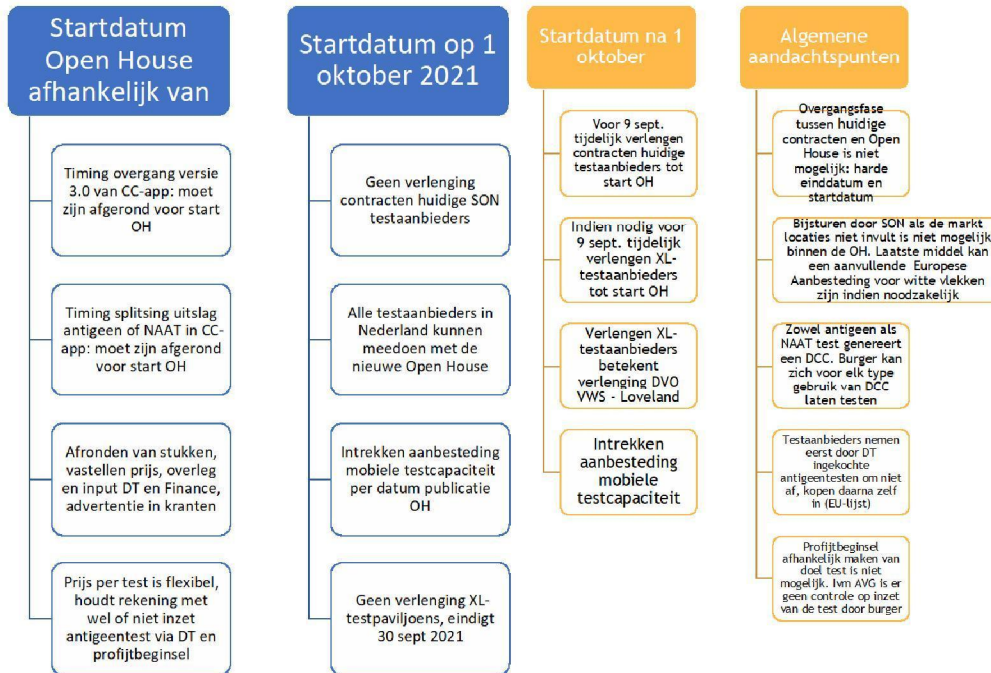 Startdatum
Open House
afhankelijk van
Timing overgang versie
3.0 van CC-app: moet
zijn afgerond voor start
OH
Timing splitsing uitslag
antigeen of NAAT in CC-
app: moet zijn afgerond
voor start OH
Afronden van stukken,
vastellen prijs, overleg
en input DT en Finance,
advertentie in kranten
Prijs per test is flexibel,
houdt rekening met
wel of niet inzet
antigeentest via DT en
profijtbeginsel
Startdatum op 1
oktober 2021
Geen verlenging
contracten huidige SON
testaanbieders
Alle testaanbieders in
Nederland kunnen
meedoen met de
nieuwe Open House
Intrekken aanbesteding
mobiele testcapaciteit
per datum publicatie
OH
Geen verlenging XL-
testpaviljoens, eindigt
30 sept 2021
Startdatum na 1
oktober
Voor 9 sept.
tijdelijk verlengen
contracten huidige
testaanbieders tot
start OH
Indien nodig voor
9 sept. tijdelijk
verlengen XL-
testaanbieders
tot start OH
Verlengen XL-
testaanbieders
betekent
verlenging DVO
VWS - Loveland
Intrekken
aanbesteding
mobiele
testcapaciteit
Algemene
aandachtspunten
Overgangsfase
tussen huidige
contracten en Open
House is niet
mogelijk: harde
einddatum en
startdatum
Bijsturen door SON als de markt
locaties niet invult is niet mogelijk
binnen de OH. Laatste middel kan
een aanvullende Europese
Aanbesteding voor witte vlekken
zijn indien noodzakelijk
Zowel antigeen als
NAAT test genereert
een DCC. Burger kan
zich voor elk type
gebruik van DCC
laten testen
Testaanbieders nemen
eerst door DT
ingekochte
antigeentesten om niet
af, kopen daarna zelf
in (EU-lijst)
Profijtbeginsel
afhankelijk maken van
doel test is niet
mogelijk. Ivm AVG is er
geen controle op inzet
van de test door burger